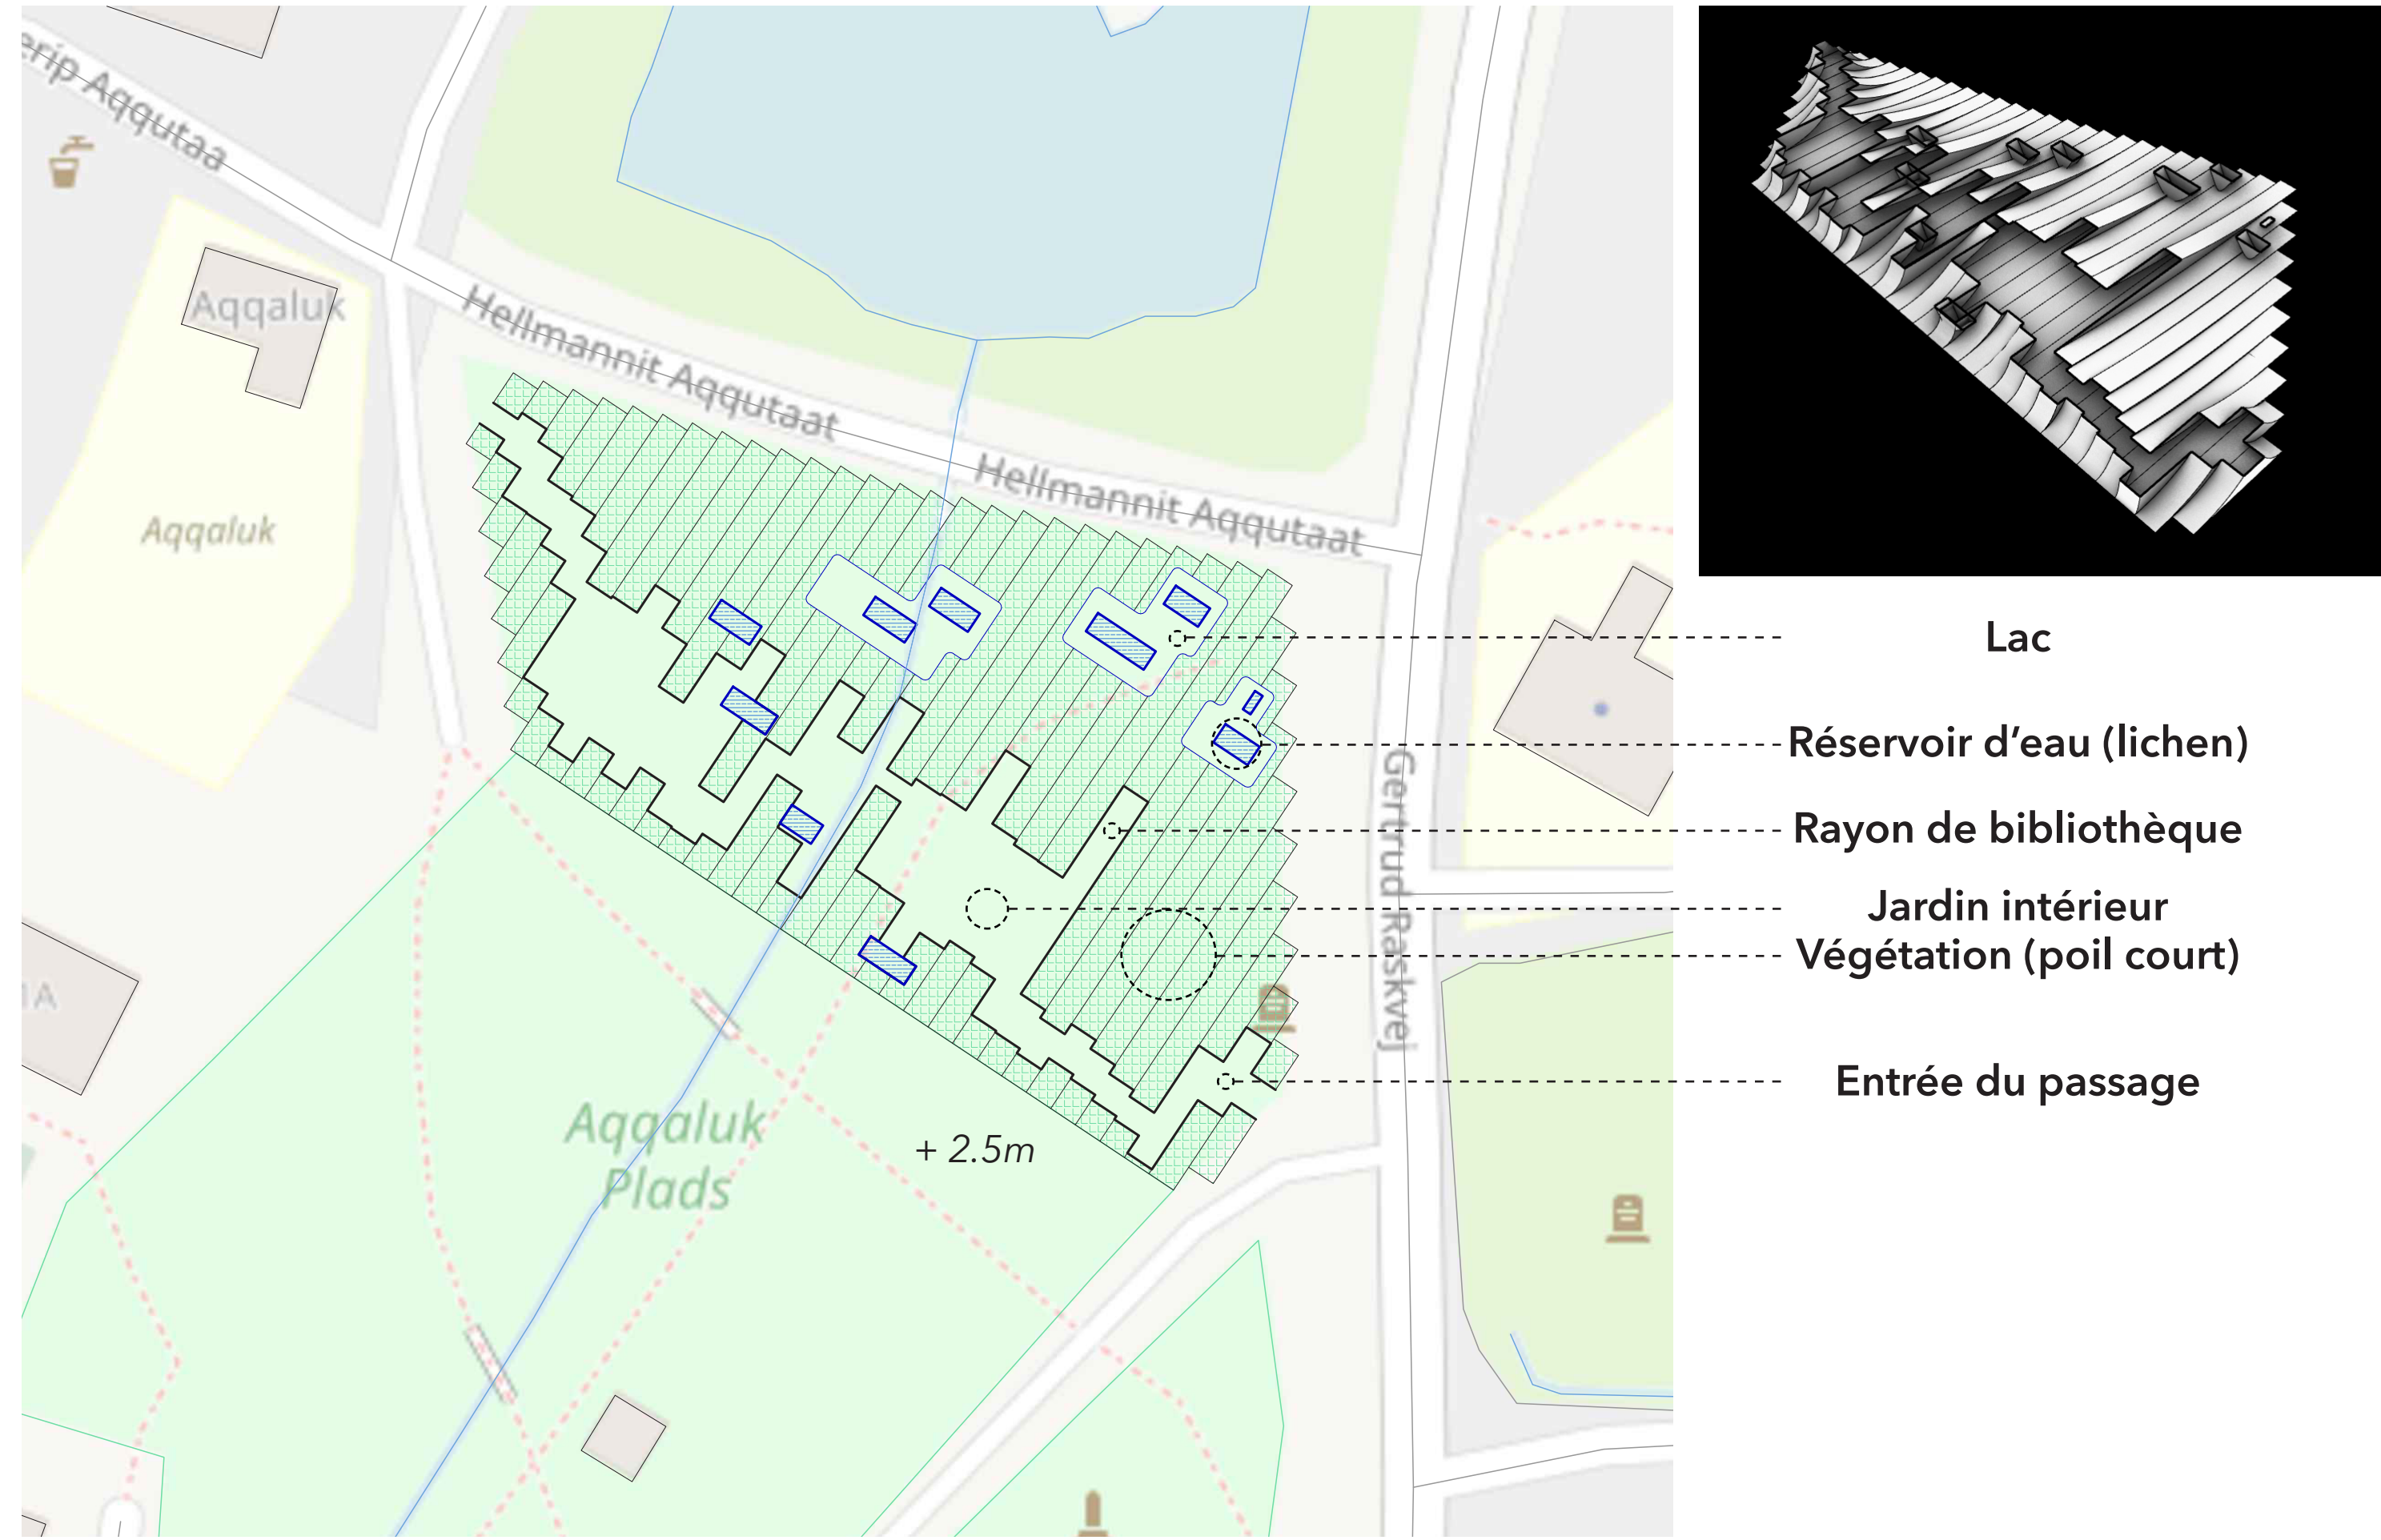 erip Aqqutaa
Aqqaluk
Aqqaluk
Hellmannit Aqqutaat
Hellmannit Aqqutaat
Gertrud Raskvej
1A
Aqqaluk
Plads
+ 2.5m
Lac
Réservoir d’eau (lichen)
Rayon de bibliothèque
Jardin intérieur
Végétation (poil court)
Entrée du passage